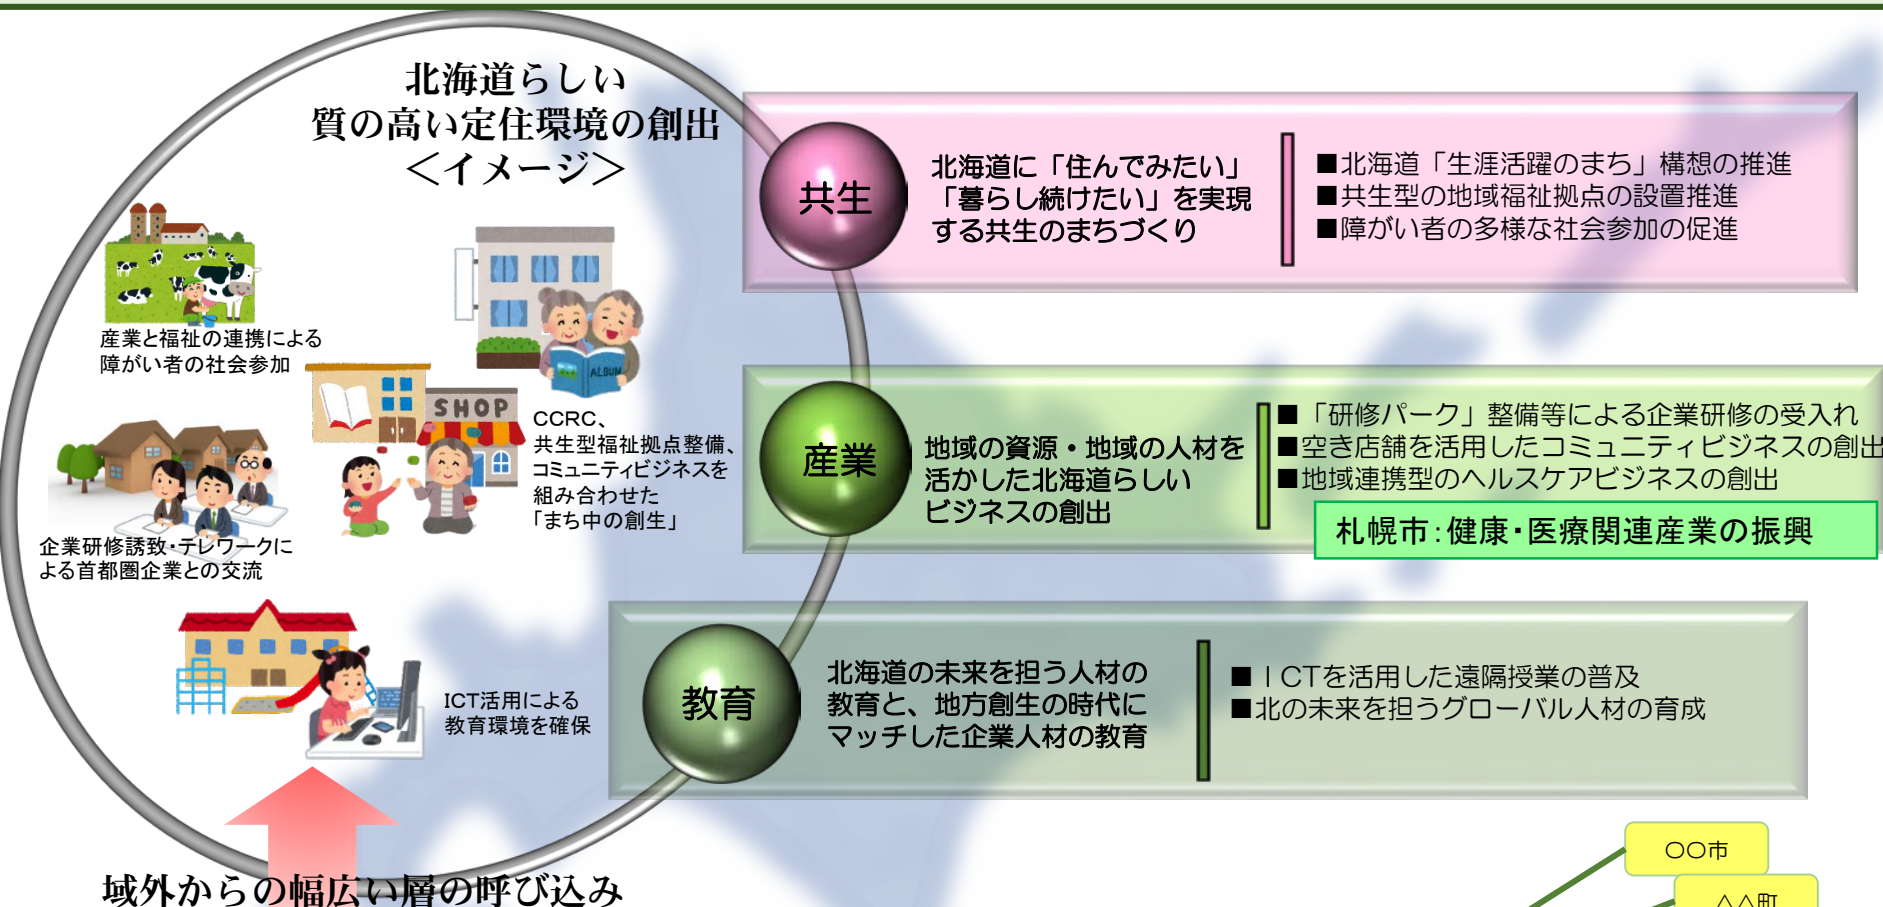 北海道らしい
質の高い定住環境の創出
＜イメージ＞
産業と福祉の連携による
障がい者の社会参加
ALBUM
SHOP
CCRC、
共生型福祉拠点整備、
コミュニティビジネスを
組み合わせた
「まち中の創生」
企業研修誘致・テレワークに
よる首都圏企業との交流
ICT活用による
教育環境を確保
域外からの幅広い層の呼び込み
共生
北海道に「住んでみたい」
「暮らし続けたい」を実現
する共生のまちづくり
■北海道「生涯活躍のまち」構想の推進
■共生型の地域福祉拠点の設置推進
■障がい者の多様な社会参加の促進
産業
地域の資源・地域の人材を
活かした北海道らしい
ビジネスの創出
■「研修パーク」整備等による企業研修の受入れ
■空き店舗を活用したコミュニティビジネスの創出
■地域連携型のヘルスケアビジネスの創出
札幌市：健康・医療関連産業の振興
教育
北海道の未来を担う人材の
教育と、地方創生の時代に
マッチした企業人材の教育
■ＩCTを活用した遠隔授業の普及
■北の未来を担うグローバル人材の育成
〇〇市
△△町